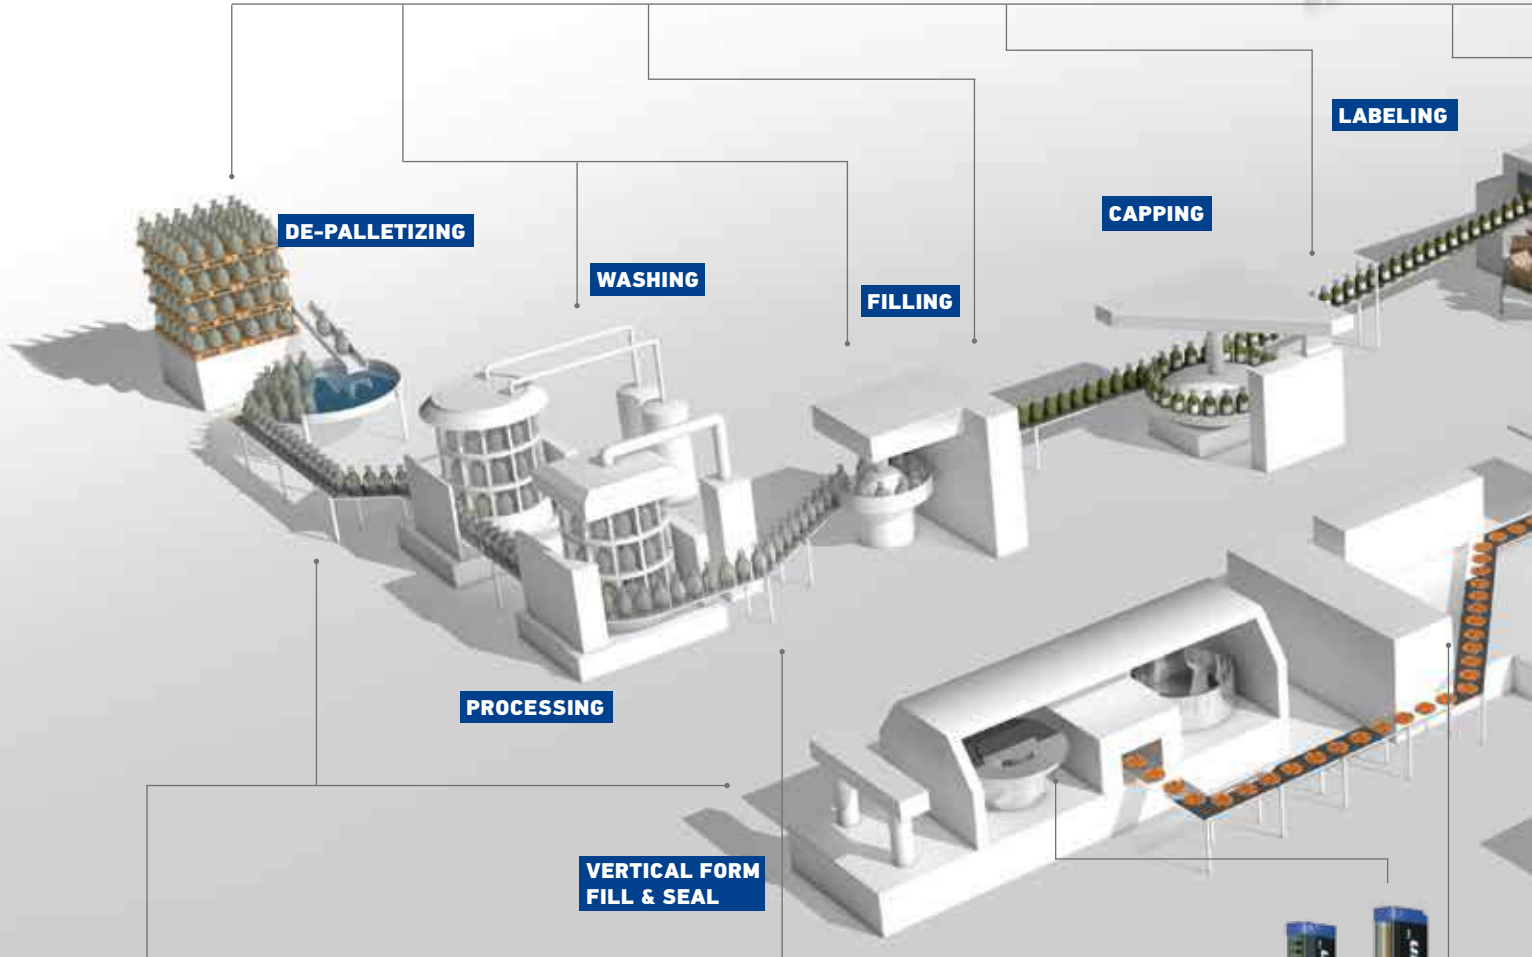 LABELING
CAPPING
DE-PALLETIZING
WASHING
FILLING
PROCESSING
VERTICAL FORM
FILL & SEAL